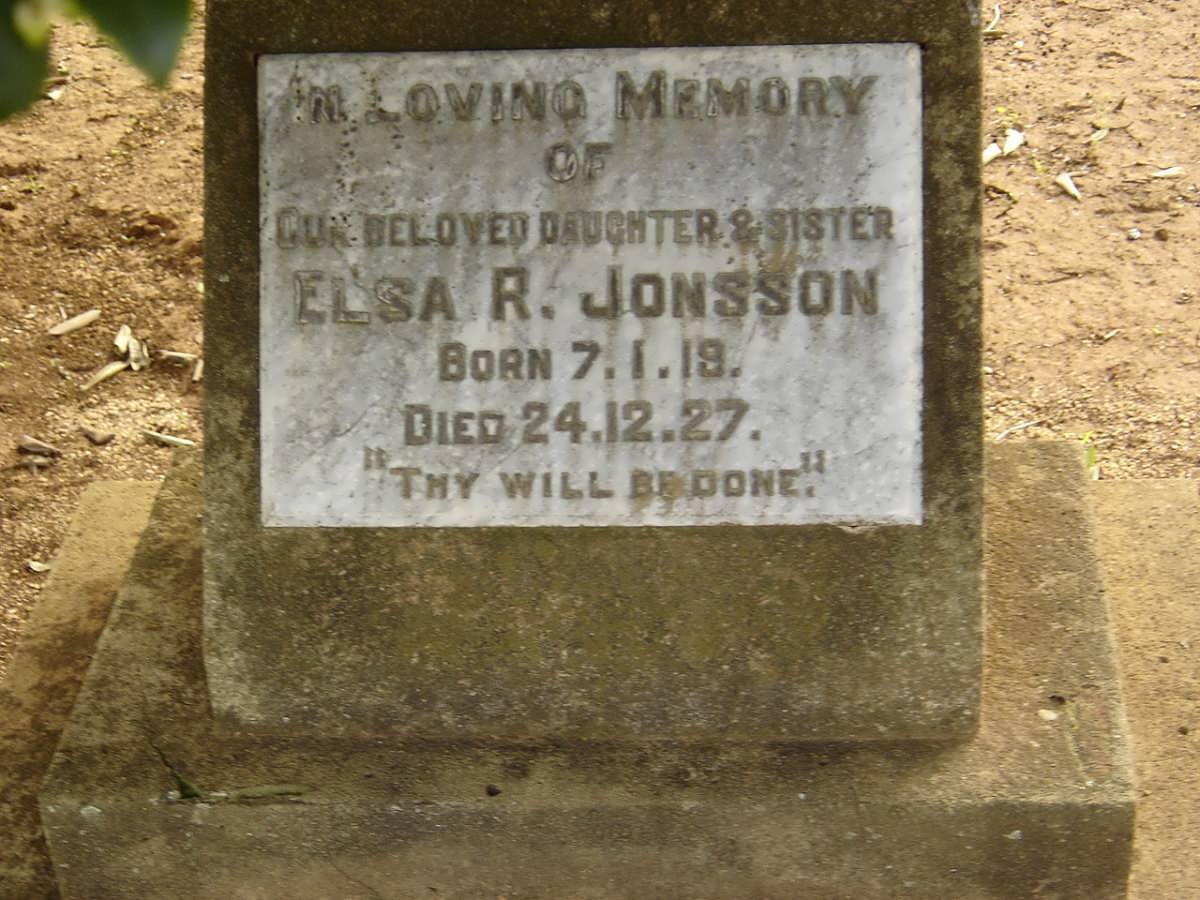 IN LOVING MEMORY
OF
OUR BELOVED DAUGHTER & SISTER
ELSA R. JONSSON
BORN 7.1.19.
DIED 24.12.27.
"THY WILL BE DONE."